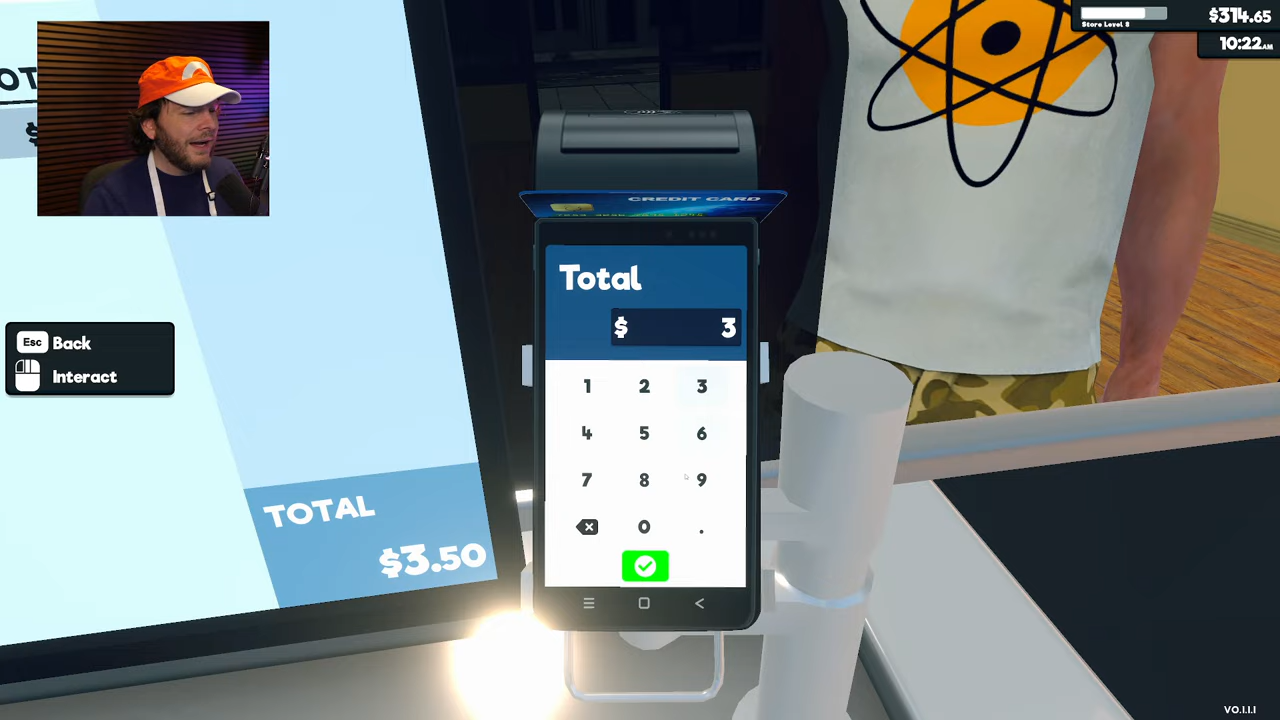 $314.65
Store Level 8
10:22AM
CREDIT CARD
Total
$ 3
Esc Back
Interact
1 2 3
4 5 6
7 8 9
0 .
TOTAL
$3.50
V0.1.1.1